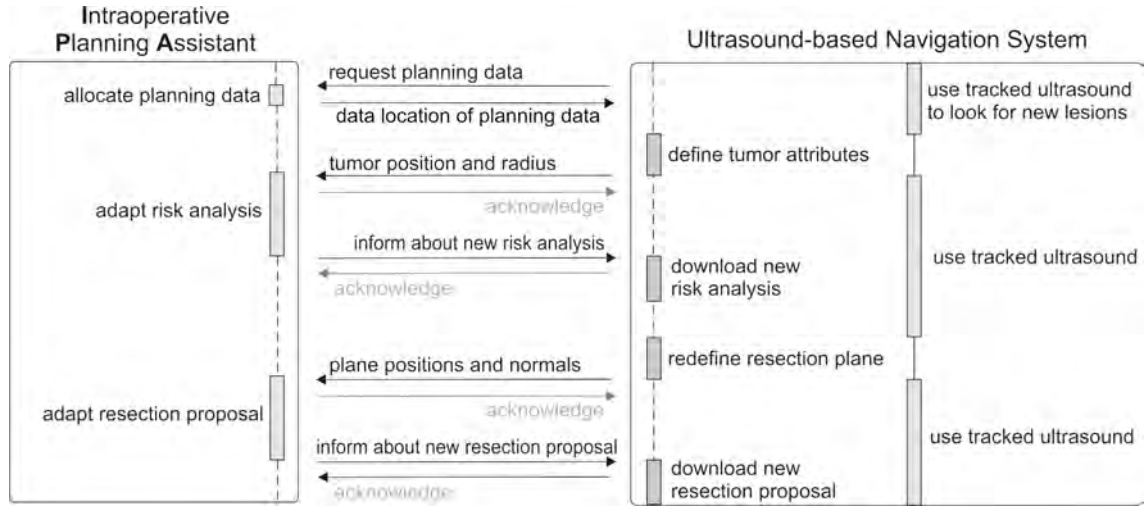 Intraoperative
Planning Assistant
Ultrasound-based Navigation System
request planning data
allocate planning data
use tracked ultrasound
to look for new lesions
data location of planning data
define tumor attributes
tumor position and radius
adapt risk analysis
acknowledge
inform about new risk analysis
use tracked ultrasound
download new
risk analysis
acknowledge
redefine resection plane
plane positions and normals
adapt resection proposal
acknowledge
use tracked ultrasound
inform about new resection proposal
download new
resection proposal
acknowledge